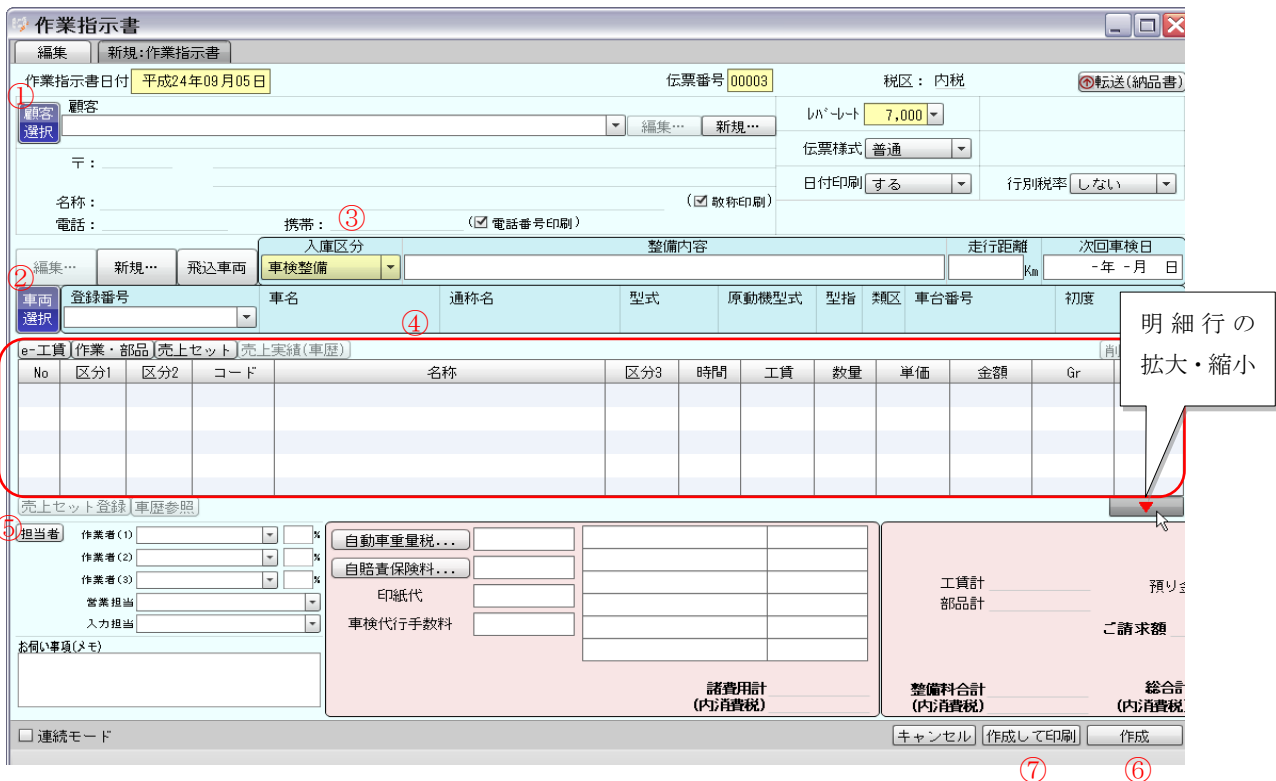 作業指示書
編集 新規:作業指示書
作業指示書日付 平成24年09月05日 伝票番号 00003 税区: 内税 転送(納品書)
①
顧客選択 顧客 編集… 新規… ﾚﾊﾞｰﾚｰﾄ 7,000
〒: 伝票様式 普通
日付印刷 する 行別税率 しない
名称: (☑敬称印刷)
電話: 携帯: ③ (☑電話番号印刷)
編集… 新規… 飛込車両 入庫区分 整備内容 走行距離 次回車検日
車検整備 Km -年 -月 日
②
車両選択 登録番号 車名 通称名 型式 原動機型式 型指 類区 車台番号 初度
④
明細行の
拡大・縮小
e-工賃 作業・部品 売上セット 売上実績(車歴) 削
No 区分1 区分2 コード 名称 区分3 時間 工賃 数量 単価 金額 Gr
売上セット登録 車歴参照
⑤
担当者 作業者(1) % 自動車重量税...
作業者(2) % 自賠責保険料...
作業者(3) % 印紙代 工賃計 預り金
営業担当 部品計
入力担当 車検代行手数料 ご請求額
お伺い事項(メモ)
諸費用計 整備料合計 総合計
(内消費税) (内消費税) (内消費税
連続モード キャンセル 作成して印刷 作成
⑦ ⑥